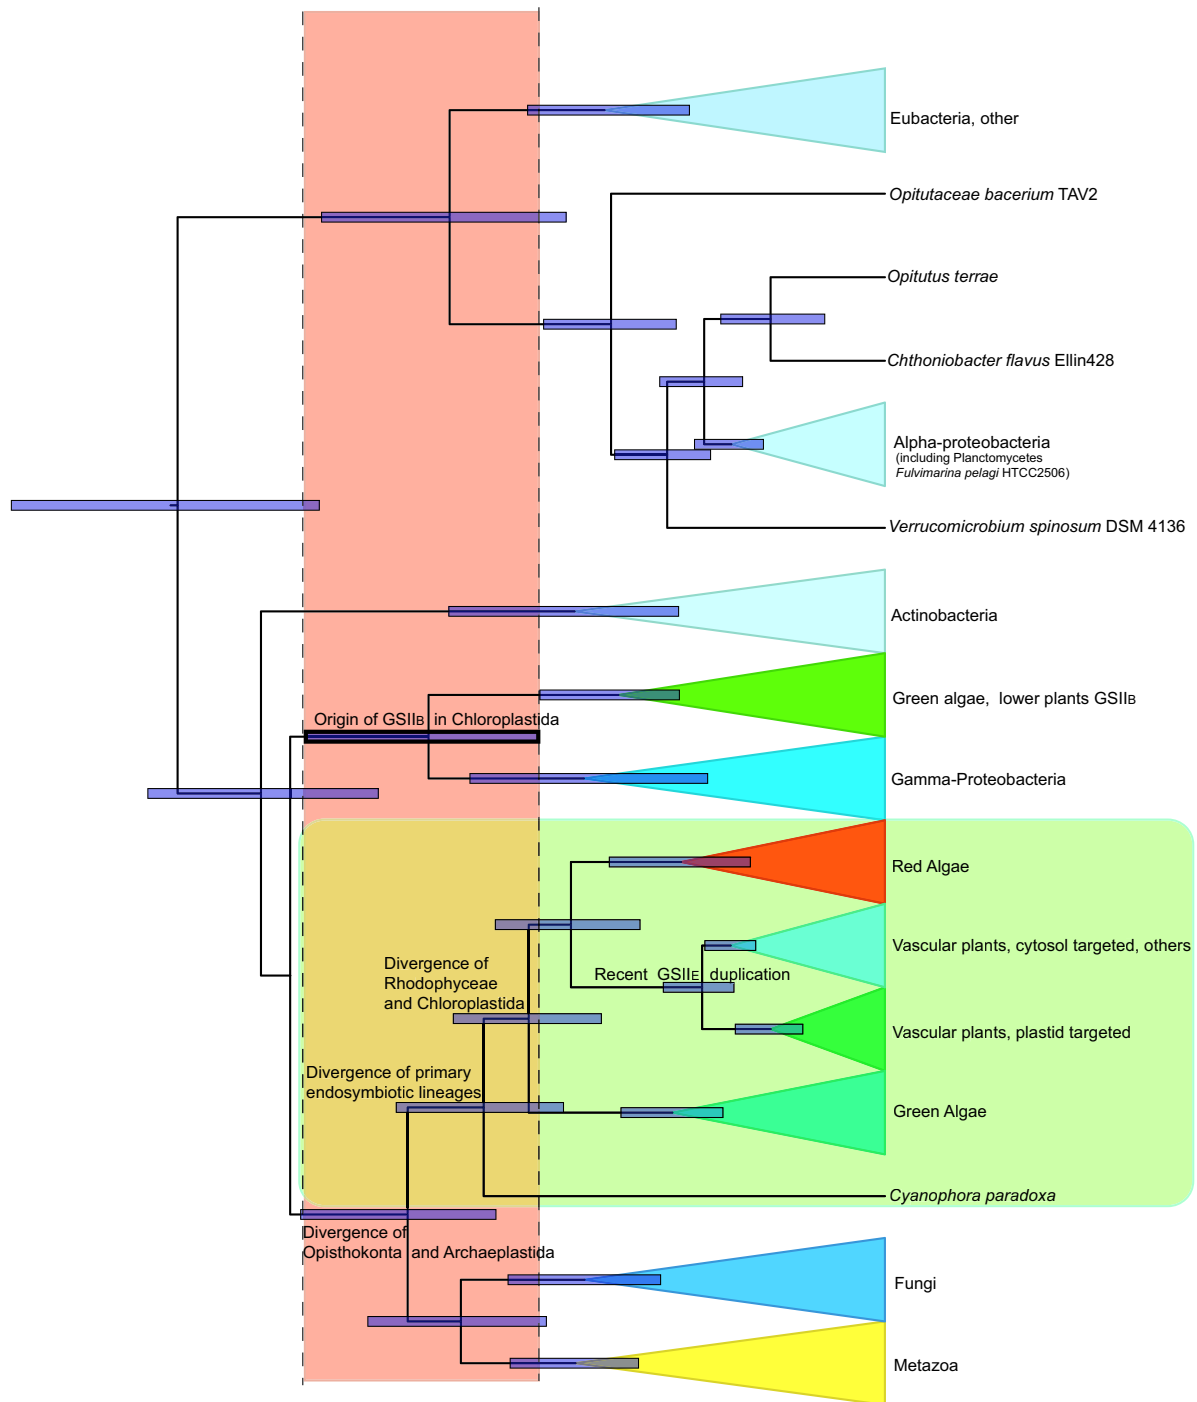 Eubacteria, other
Opitutaceae bacerium TAV2
Opitutus terrae
Chthoniobacter flavus Ellin428
Alpha-proteobacteria
(including Planctomycetes
Fulvimarina pelagi HTCC2506)
Verrucomicrobium spinosum DSM 4136
Actinobacteria
Green algae, lower plants GSIIB
Origin of GSIIB in Chloroplastida
Gamma-Proteobacteria
Red Algae
Vascular plants, cytosol targeted, others
Divergence of
Rhodophyceae
and Chloroplastida
Recent GSIIE duplication
Vascular plants, plastid targeted
Divergence of primary
endosymbiotic lineages
Green Algae
Cyanophora paradoxa
Divergence of
Opisthokonta and Archaeplastida
Fungi
Metazoa